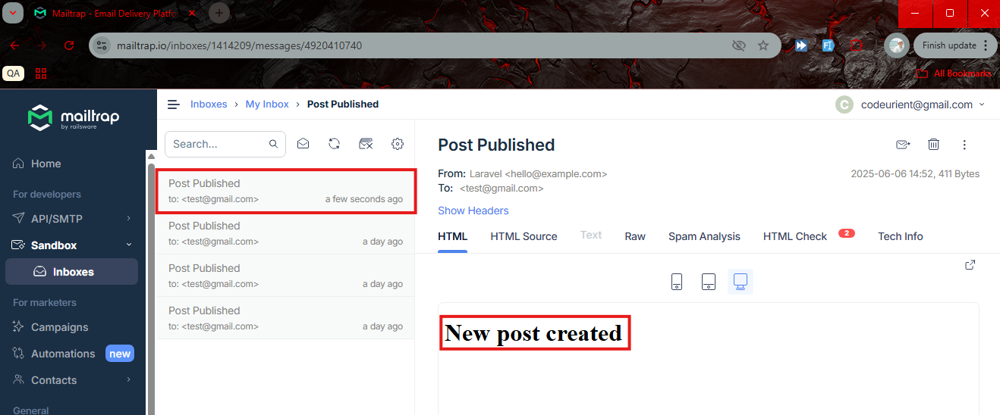 Mailtrap - Email Delivery Platfo
mailtrap.io/inboxes/1414209/messages/4920410740
Finish update
QA
All Bookmarks
mailtrap
by railsware
Home
For developers
API/SMTP
Sandbox
Inboxes
For marketers
Campaigns
Automations new
Contacts
General
Inboxes > My Inbox > Post Published
C codeurient@gmail.com
Search...
Post Published
to: <test@gmail.com> a few seconds ago
Post Published
to: <test@gmail.com> a day ago
Post Published
to: <test@gmail.com> a day ago
Post Published
to: <test@gmail.com> a day ago
Post Published
From: Laravel <hello@example.com> 2025-06-06 14:52, 411 Bytes
To: <test@gmail.com>
Show Headers
HTML HTML Source Text Raw Spam Analysis HTML Check 2 Tech Info
New post created